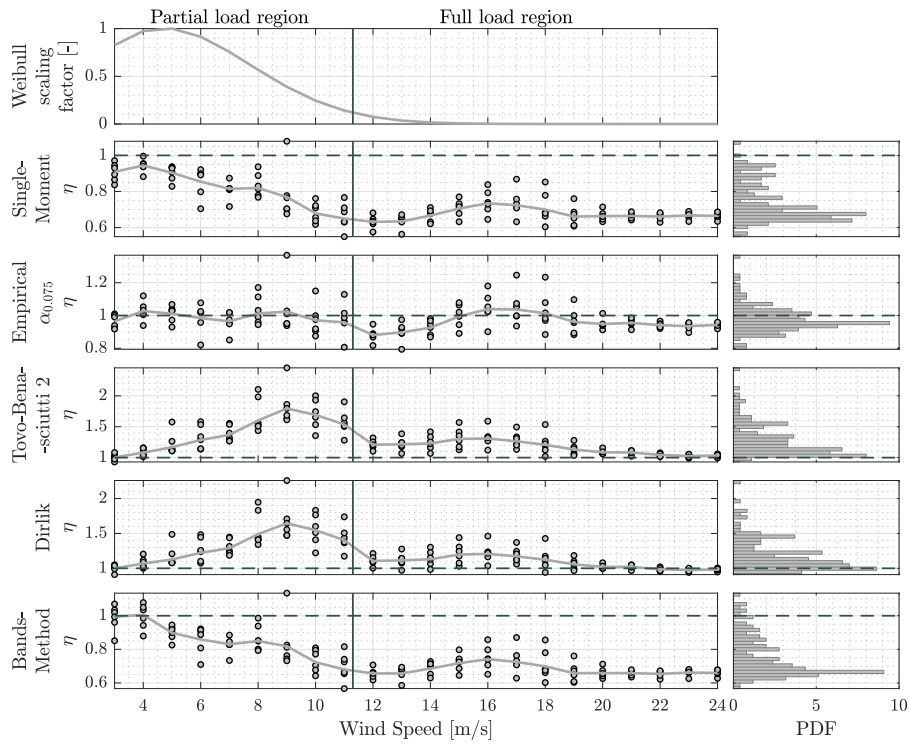 Partial load region
Full load region
Weibull
scaling
factor [-]
1
0.5
0
Single-
Moment
η
1
0.8
0.6
Empirical
α0.075
η
1.2
1
0.8
Tovo-Bena-
-sciutti 2
η
2
1.5
1
Dirlik
η
2
1.5
1
Bands-
Method
η
1
0.8
0.6
4 6 8 10 12 14 16 18 20 22 24
0 5 10
Wind Speed [m/s]
PDF